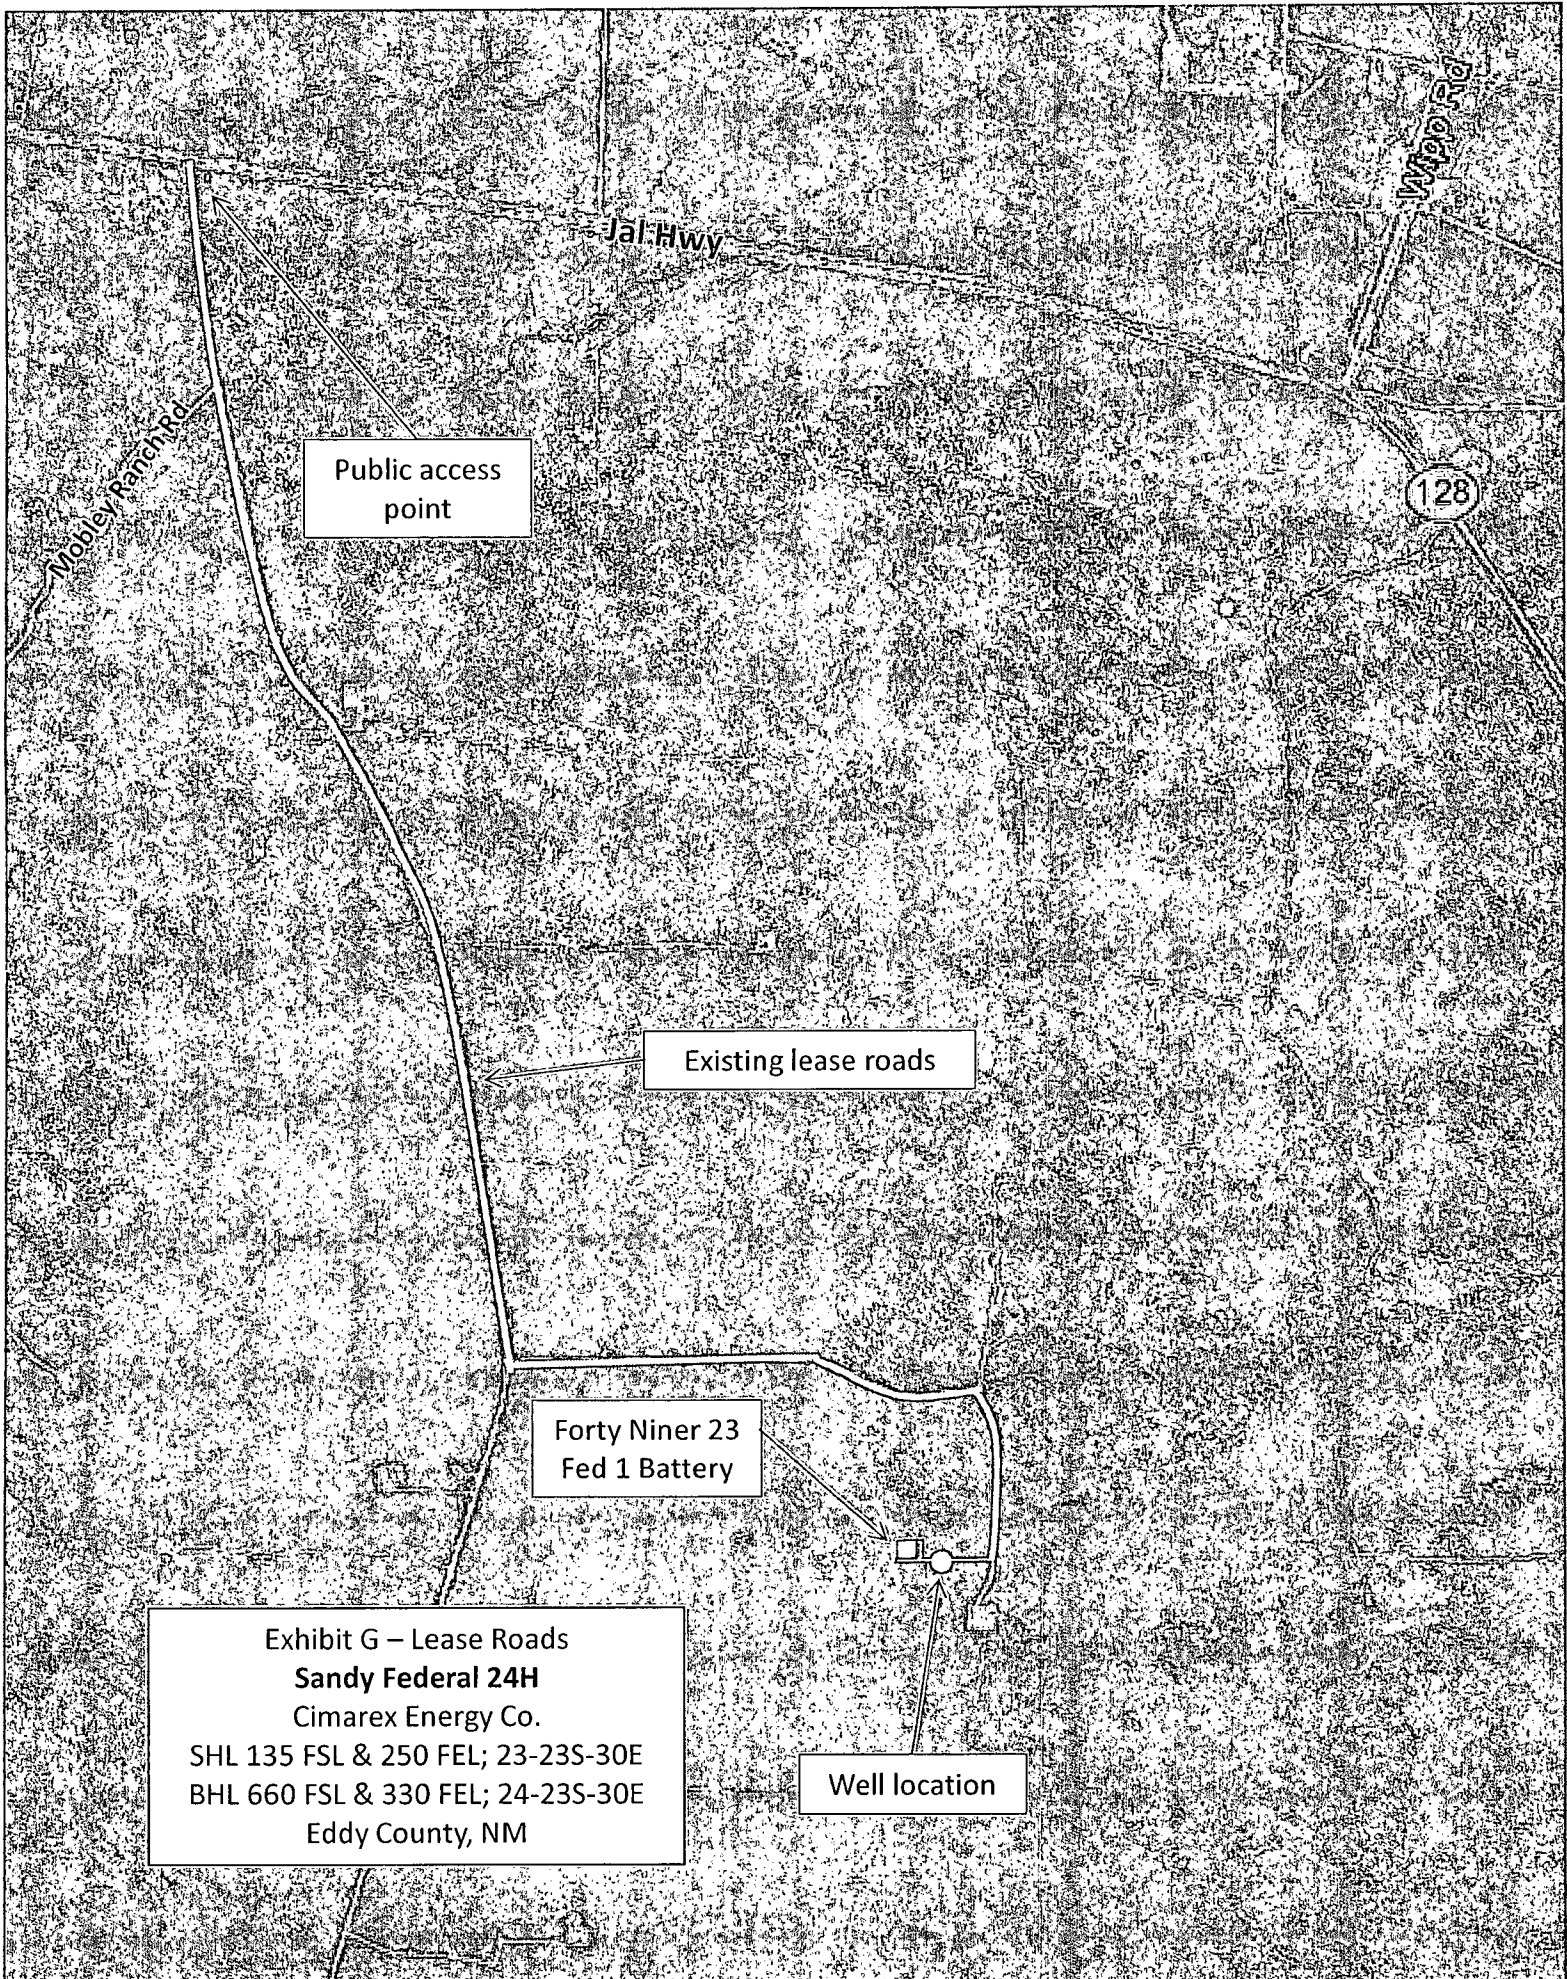 Wipp Rd
Jal Hwy
Mobley Ranch Rd
Public access
point
128
Existing lease roads
Forty Niner 23
Fed 1 Battery
Exhibit G – Lease Roads
Sandy Federal 24H
Cimarex Energy Co.
SHL 135 FSL & 250 FEL; 23-23S-30E
BHL 660 FSL & 330 FEL; 24-23S-30E
Eddy County, NM
Well location